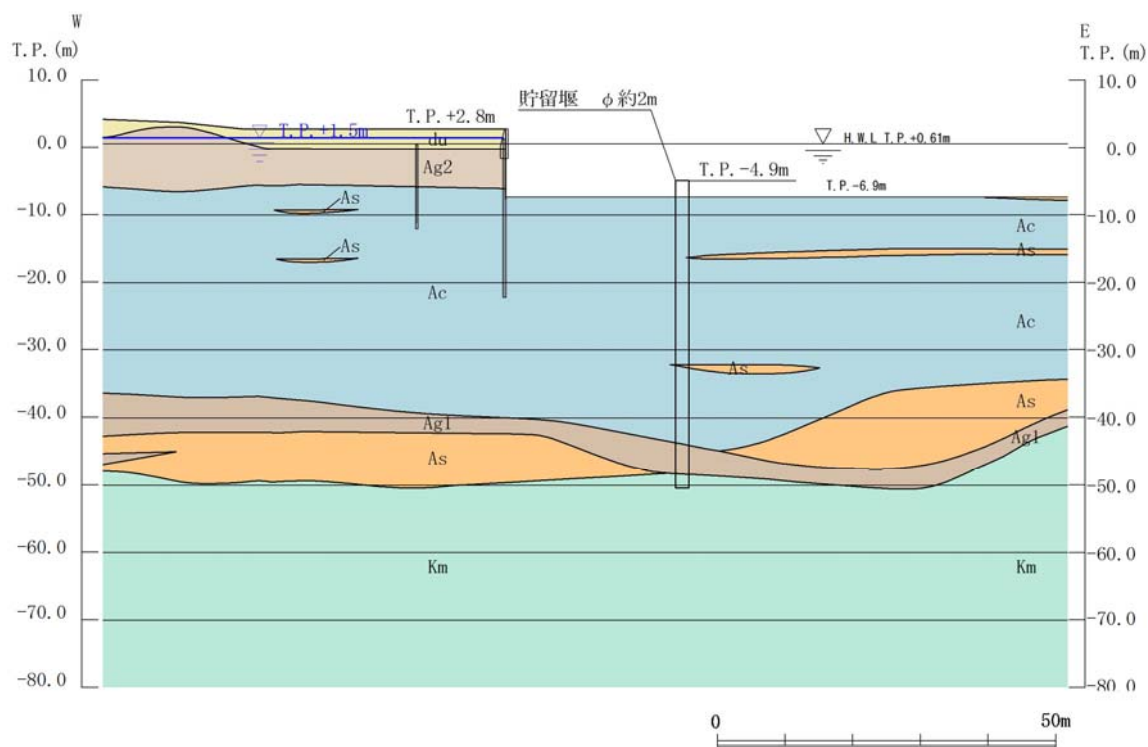 W
T.P.(m)
10.0
0.0
-10.0
-20.0
-30.0
-40.0
-50.0
-60.0
-70.0
-80.0
T.P.+1.5m
T.P.+2.8m
du
Ag2
As
As
Ac
Ag1
As
Km
貯留堰 φ約2m
T.P.-4.9m
H.W.L T.P.+0.61m
T.P.-6.9m
Ac
As
Ac
As
As
Ag1
Km
E
T.P.(m)
10.0
0.0
-10.0
-20.0
-30.0
-40.0
-50.0
-60.0
-70.0
-80.0
0 50m